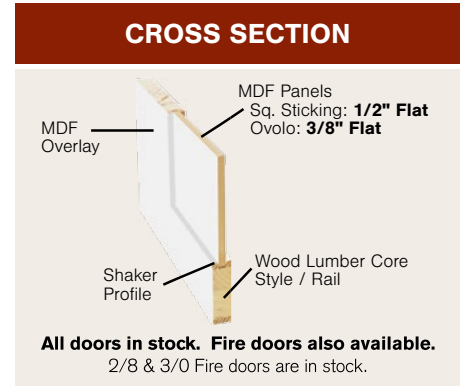 CROSS SECTION
MDF Panels
Sq. Sticking: 1/2" Flat
Ovolo: 3/8" Flat
MDF
Overlay
Wood Lumber Core
Style / Rail
Shaker
Profile
All doors in stock.  Fire doors also available.
2/8 & 3/0 Fire doors are in stock.